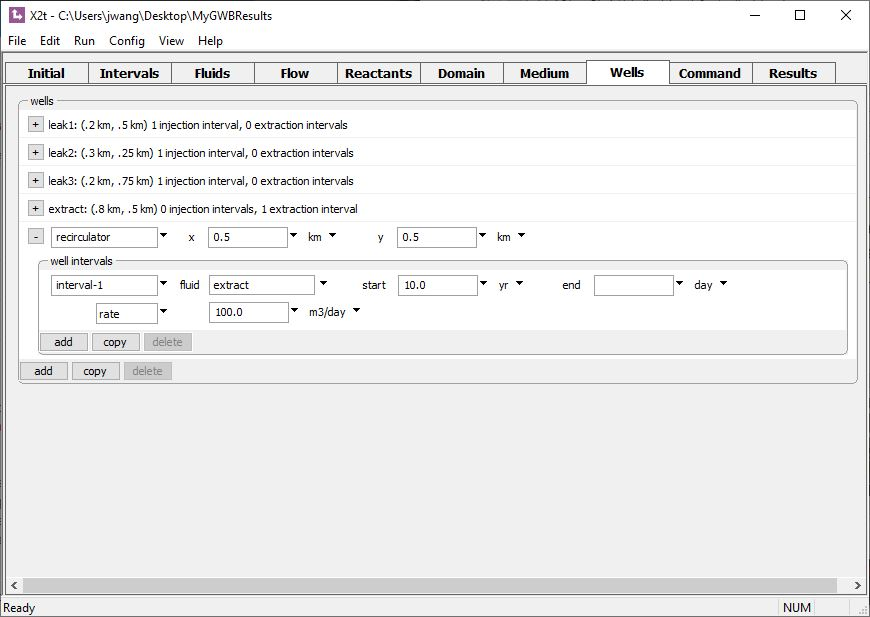 X2t - C:\Users\jwang\Desktop\MyGWBResults
File Edit Run Config View Help
Initial Intervals Fluids Flow Reactants Domain Medium Wells Command Results
wells
+ leak1: (.2 km, .5 km) 1 injection interval, 0 extraction intervals
+ leak2: (.3 km, .25 km) 1 injection interval, 0 extraction intervals
+ leak3: (.2 km, .75 km) 1 injection interval, 0 extraction intervals
+ extract: (.8 km, .5 km) 0 injection intervals, 1 extraction interval
- recirculator x 0.5 km y 0.5 km
well intervals
interval-1 fluid extract start 10.0 yr end day
rate 100.0 m3/day
add copy delete
add copy delete
Ready NUM